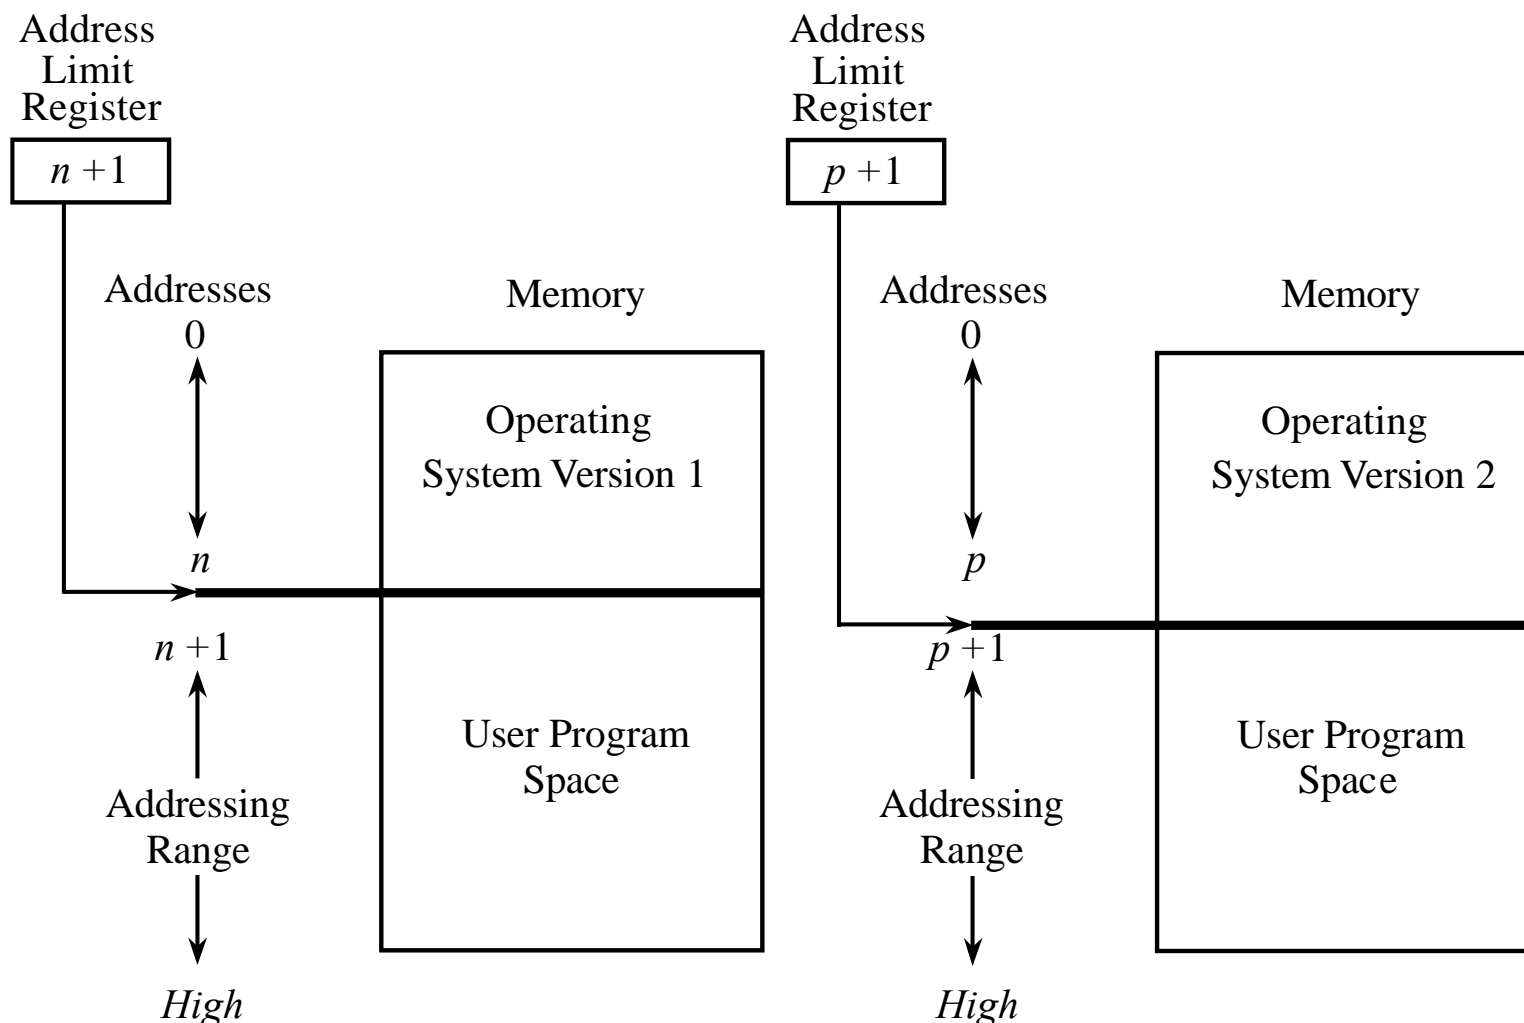 Address
Limit
Register
n +1
Addresses
0
Memory
Operating
System Version 1
n
n +1
User Program
Space
Addressing
Range
High
Address
Limit
Register
p +1
Addresses
0
Memory
Operating
System Version 2
p
p +1
User Program
Space
Addressing
Range
High